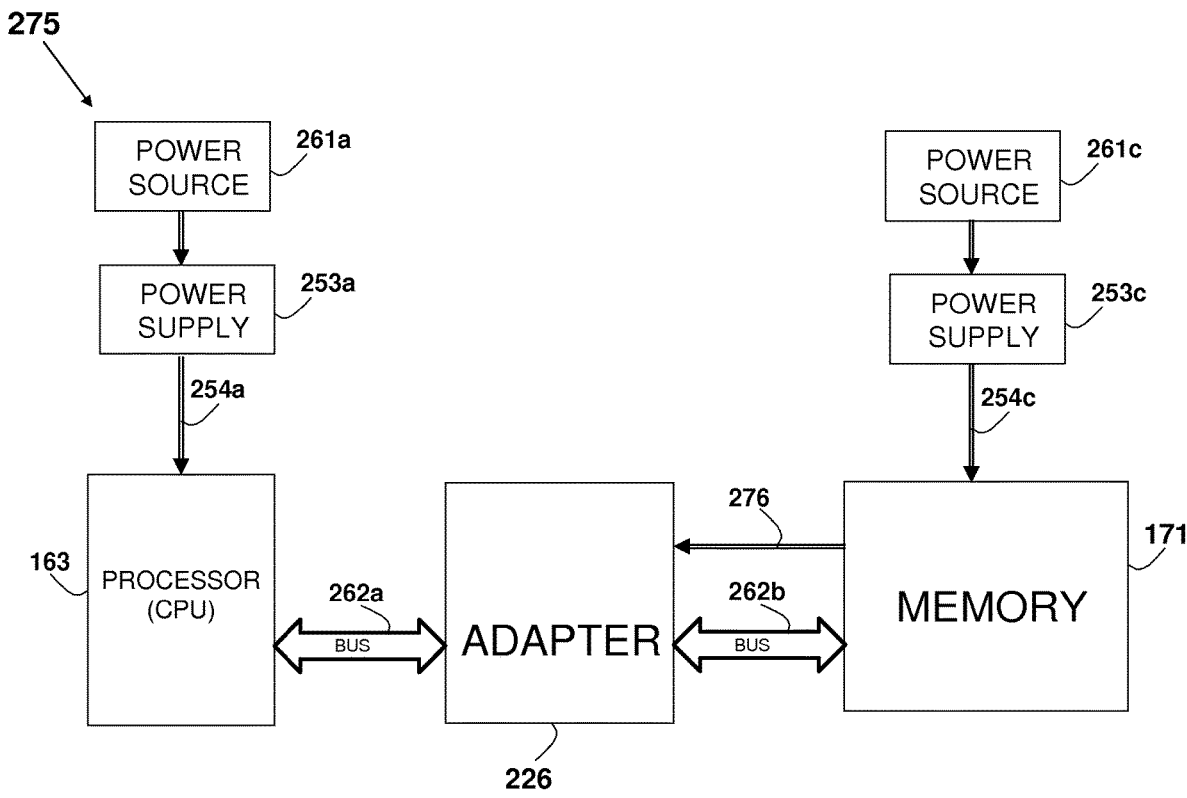 275
POWER
SOURCE
261a
POWER
SOURCE
261c
POWER
SUPPLY
253a
POWER
SUPPLY
253c
254a
254c
163
PROCESSOR
(CPU)
262a
BUS
ADAPTER
226
276
262b
BUS
MEMORY
171